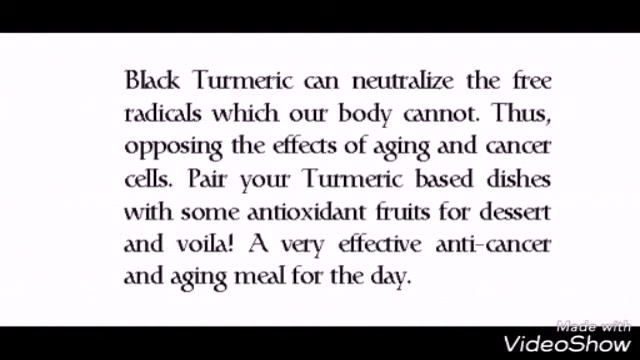 Black Turmeric can neutralize the free
radicals which our body cannot. Thus,
opposing the effects of aging and cancer
cells. Pair your Turmeric based dishes
with some antioxidant fruits for dessert
and voila! A very effective anti-cancer
and aging meal for the day.
Made with
VideoShow